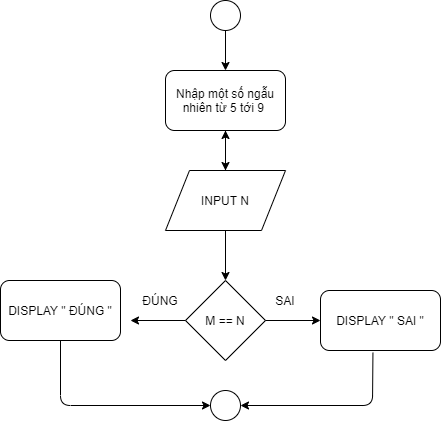 Nhập một số ngẫu
nhiên từ 5 tới 9
INPUT N
ĐÚNG
SAI
DISPLAY " ĐÚNG "
M == N
DISPLAY " SAI "